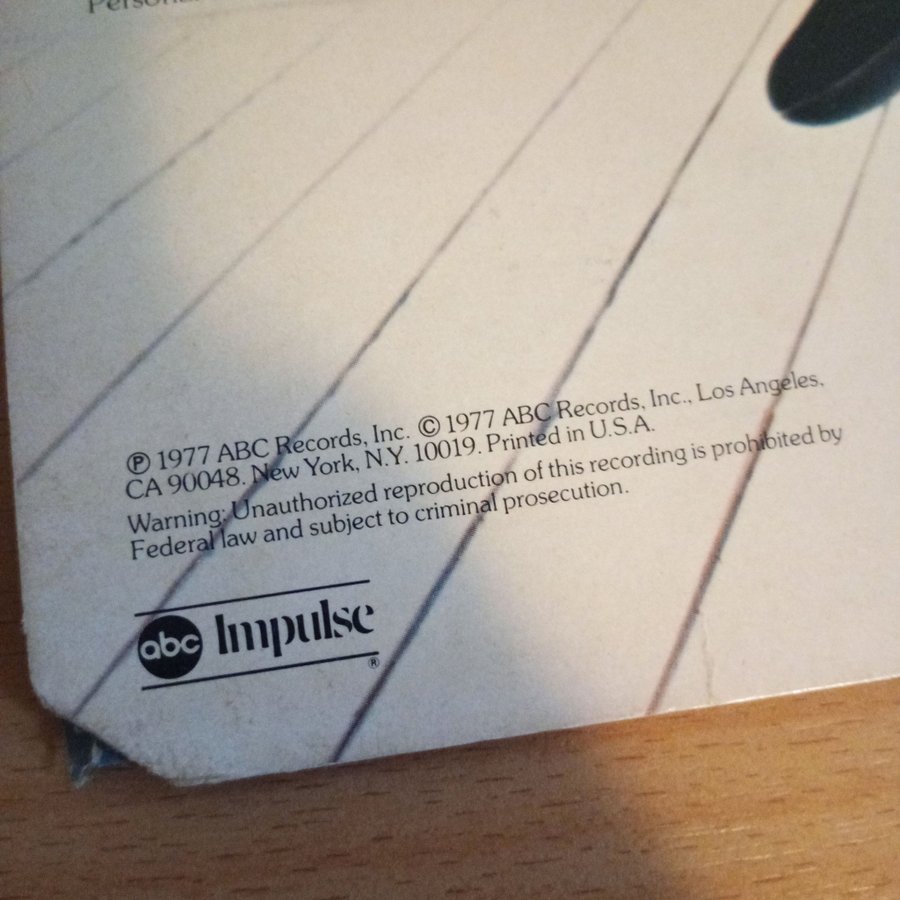 ℗ 1977 ABC Records, Inc. © 1977 ABC Records, Inc., Los Angeles,
CA 90048. New York, N.Y. 10019. Printed in U.S.A.
Warning: Unauthorized reproduction of this recording is prohibited by
Federal law and subject to criminal prosecution.
abc Impulse
®